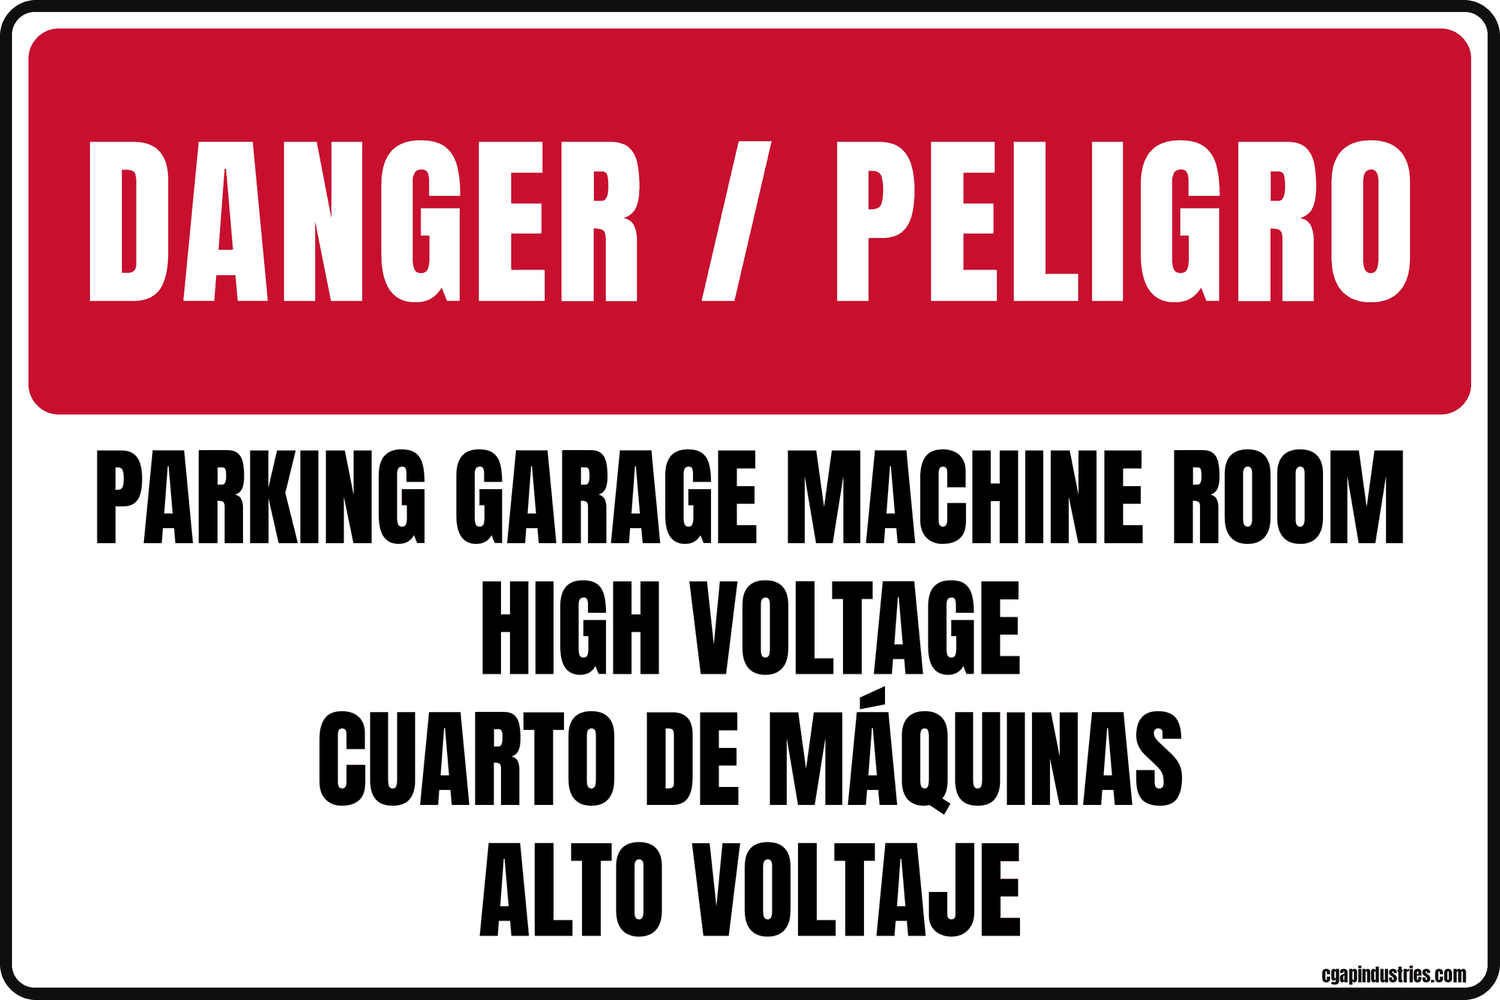 DANGER / PELIGRO
PARKING GARAGE MACHINE ROOM
HIGH VOLTAGE
CUARTO DE MÁQUINAS
ALTO VOLTAJE
cgapindustries.com